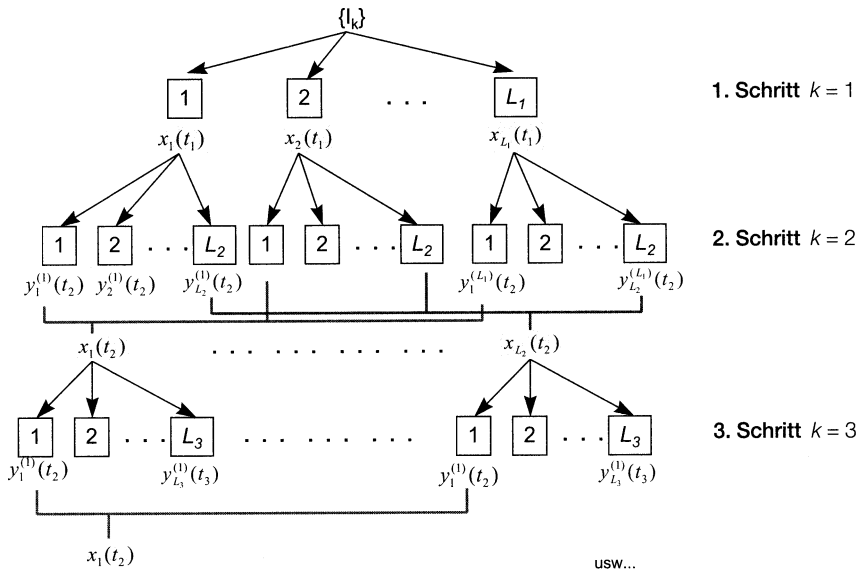 {I_k}
1 2 . . . L_1 1. Schritt k = 1
x_1(t_1) x_2(t_1) x_{L_1}(t_1)
1 2 . . . L_2 1 2 . . . L_2 1 2 . . . L_2 2. Schritt k = 2
y_1^{(1)}(t_2) y_2^{(1)}(t_2) y_{L_2}^{(1)}(t_2) y_1^{(L_1)}(t_2) y_{L_2}^{(L_1)}(t_2)
x_1(t_2) . . . . . . . . . . . . x_{L_2}(t_2)
1 2 . . . L_3 . . . . . . . . . 1 2 . . . L_3 3. Schritt k = 3
y_1^{(1)}(t_2) y_{L_3}^{(1)}(t_3) y_1^{(1)}(t_2) y_{L_3}^{(1)}(t_3)
x_1(t_2)
usw...